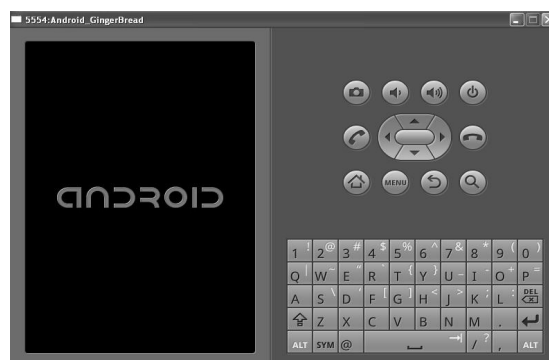 5554:Android_GingerBread
ANDROID
MENU
1 ! 2 @ 3 # 4 $ 5 % 6 ^ 7 & 8 * 9 ( 0 )
Q | W ~ E " R ` T { Y } U _ I - O + P =
A S \ D ' F [ G ] H < J > K ; L : DEL
Z X C V B N M .
ALT SYM @ / ? , ALT